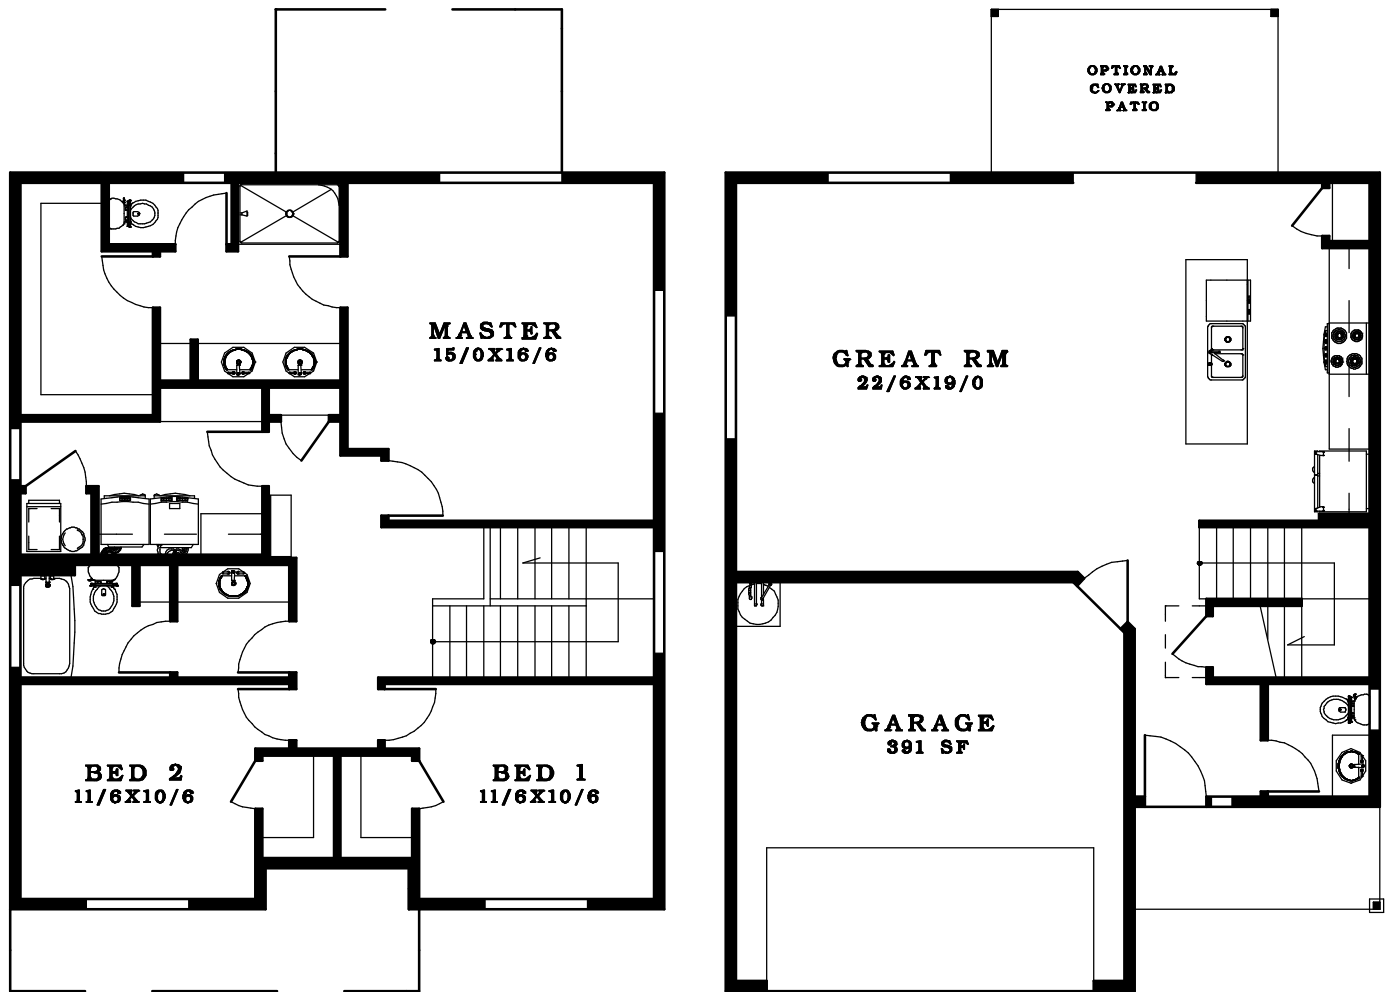 OPTIONAL
COVERED
PATIO
MASTER
15/0X16/6
GREAT RM
22/6X19/0
GARAGE
391 SF
BED 2
11/6X10/6
BED 1
11/6X10/6